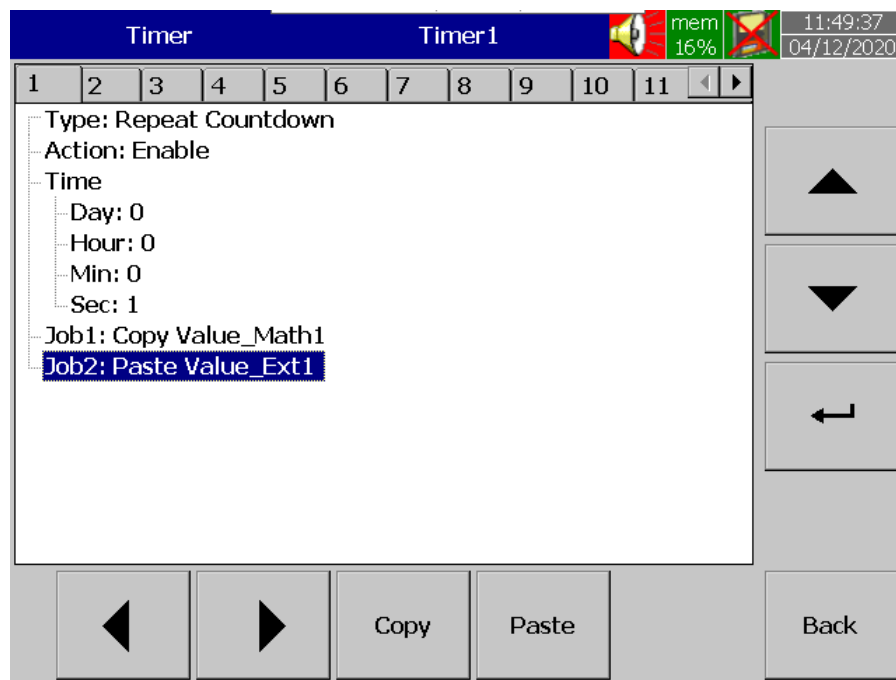 Timer Timer1 mem 16% 11:49:37 04/12/2020
1 2 3 4 5 6 7 8 9 10 11
Type: Repeat Countdown
Action: Enable
Time
Day: 0
Hour: 0
Min: 0
Sec: 1
Job1: Copy Value_Math1
Job2: Paste Value_Ext1
Copy Paste Back